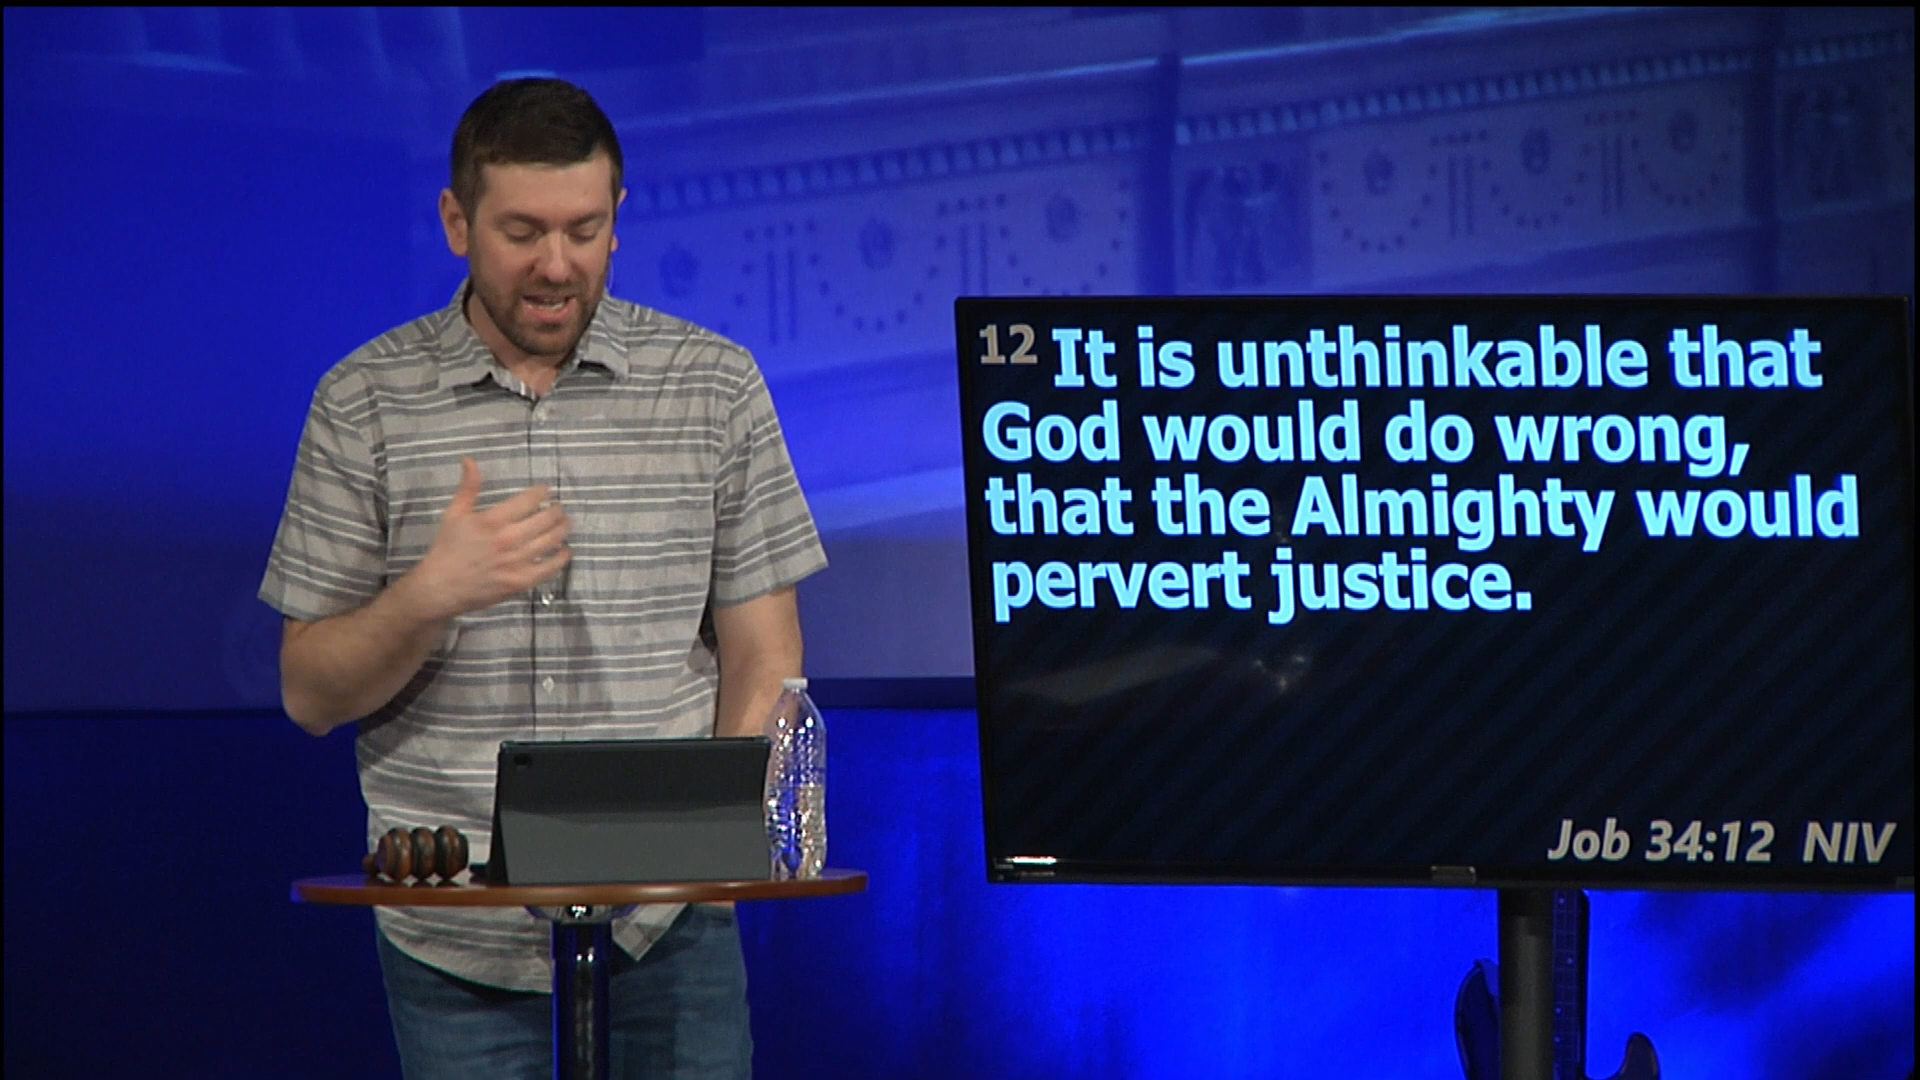 12 It is unthinkable that
God would do wrong,
that the Almighty would
pervert justice.
Job 34:12 NIV